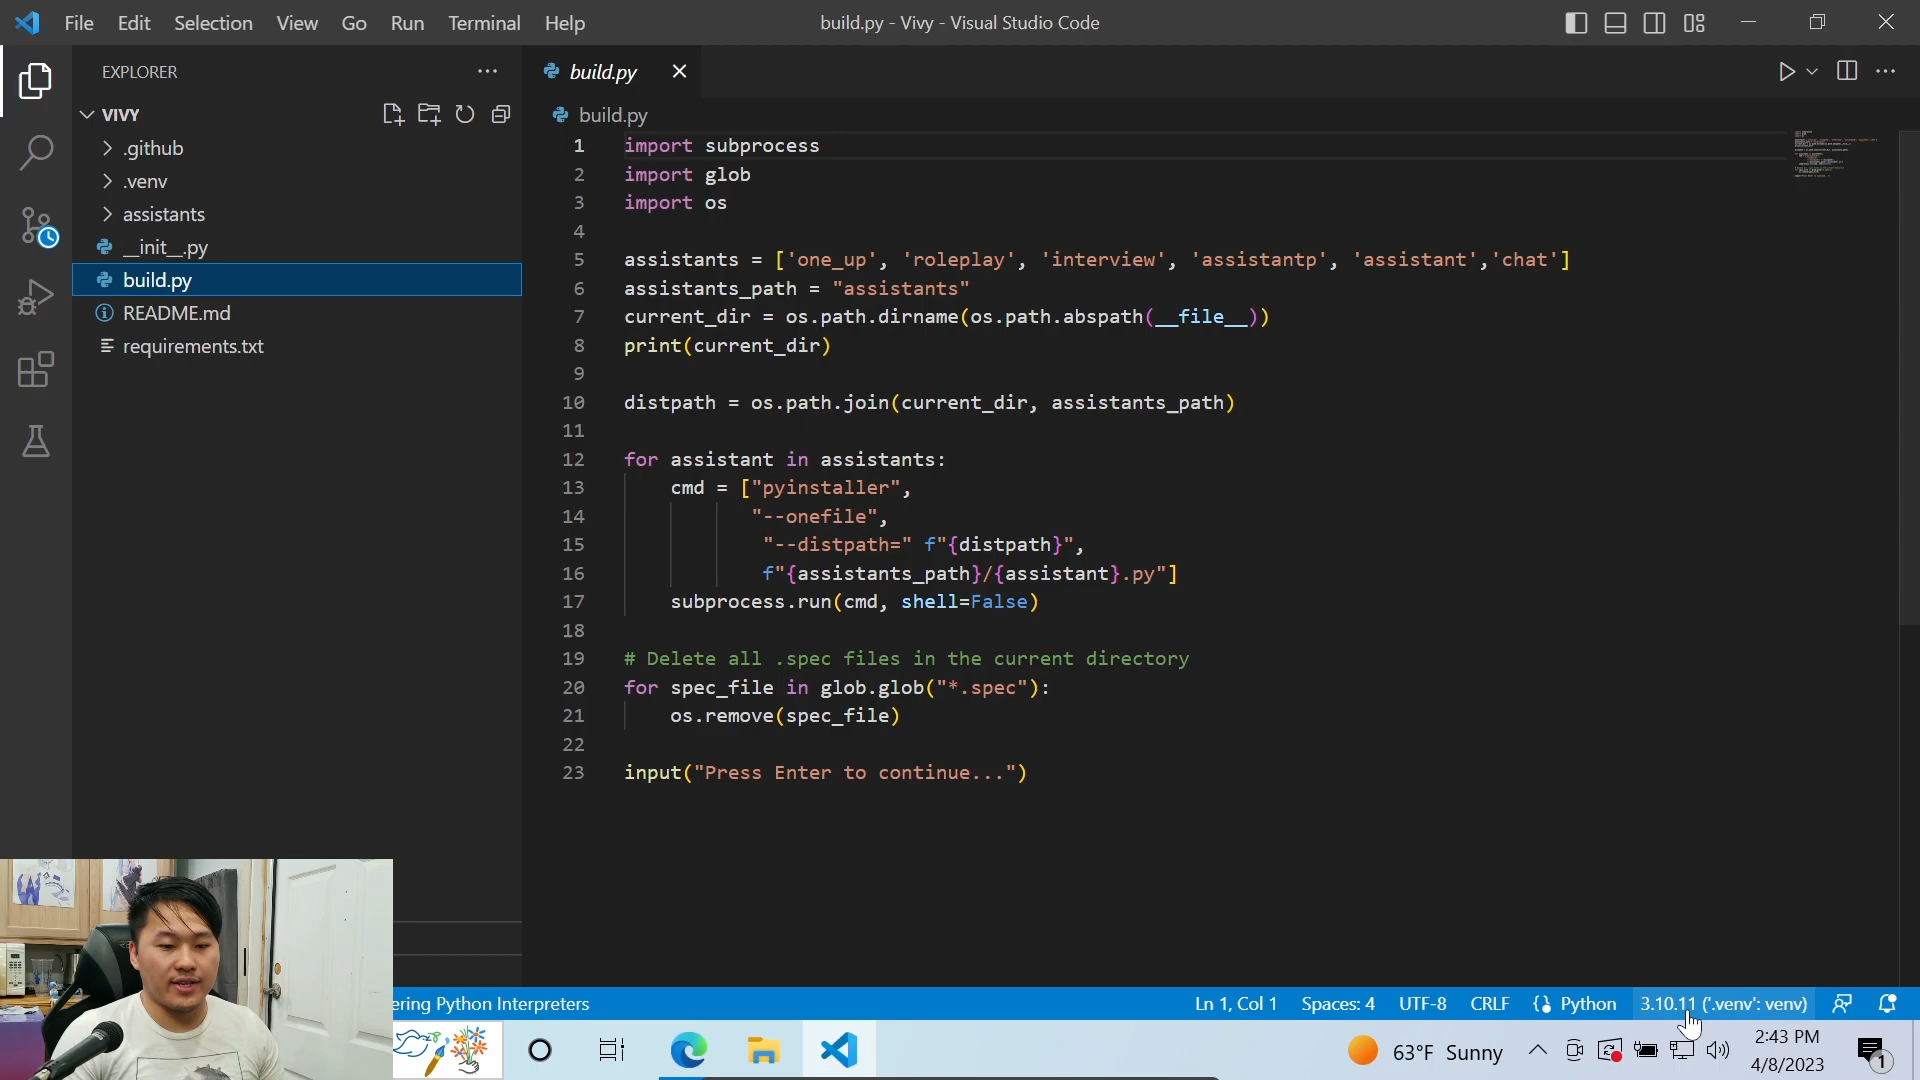 File Edit Selection View Go Run Terminal Help
build.py - Vivy - Visual Studio Code
EXPLORER
VIVY
.github
.venv
assistants
__init__.py
build.py
README.md
requirements.txt
build.py
build.py
1 import subprocess
2 import glob
3 import os
4
5 assistants = ['one_up', 'roleplay', 'interview', 'assistantp', 'assistant','chat']
6 assistants_path = "assistants"
7 current_dir = os.path.dirname(os.path.abspath(__file__))
8 print(current_dir)
9
10 distpath = os.path.join(current_dir, assistants_path)
11
12 for assistant in assistants:
13     cmd = ["pyinstaller",
14            "--onefile",
15             "--distpath=" f"{distpath}",
16             f"{assistants_path}/{assistant}.py"]
17     subprocess.run(cmd, shell=False)
18
19 # Delete all .spec files in the current directory
20 for spec_file in glob.glob("*.spec"):
21     os.remove(spec_file)
22
23 input("Press Enter to continue...")
ering Python Interpreters
Ln 1, Col 1 Spaces: 4 UTF-8 CRLF Python 3.10.11 ('.venv': venv)
63°F Sunny
2:43 PM
4/8/2023
1